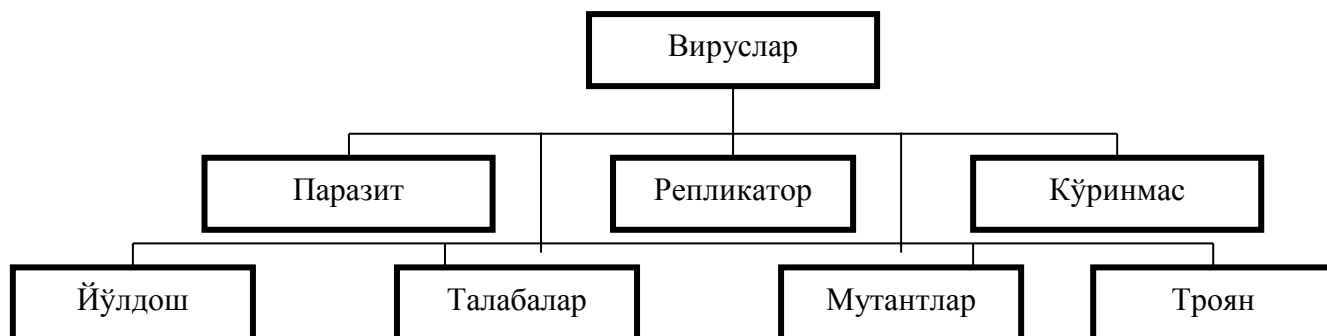 Вируслар
Паразит
Репликатор
Кўринмас
Йўлдош
Талабалар
Мутантлар
Троян